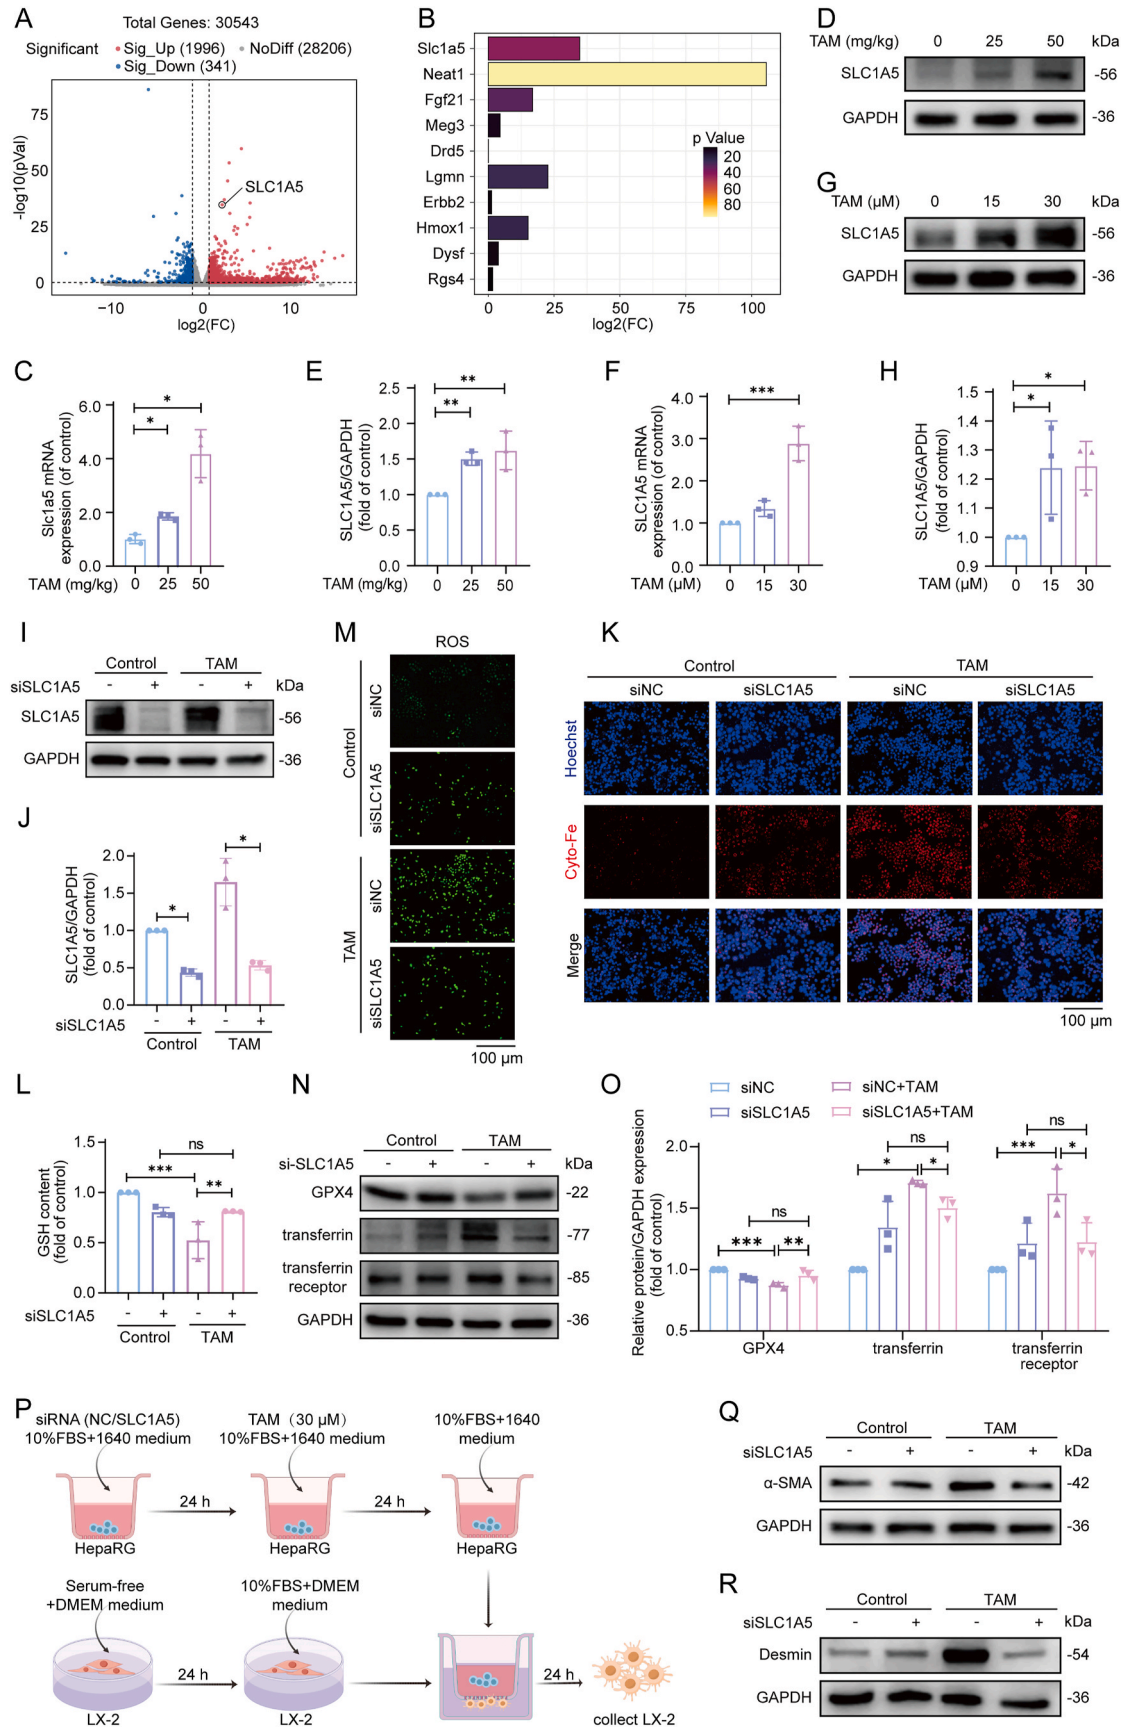 A
Total Genes: 30543
Significant
Sig_Up (1996)
NoDiff (28206)
Sig_Down (341)
-log10(pVal)
75
50
25
0
SLC1A5
−10
0
10
log2(FC)
B
Slc1a5
Neat1
Fgf21
Meg3
Drd5
Lgmn
Erbb2
Hmox1
Dysf
Rgs4
p Value
20
40
60
80
0
25
50
75
100
log2(FC)
D
TAM (mg/kg)
0
25
50
kDa
SLC1A5
-56
GAPDH
-36
G
TAM (μM)
0
15
30
kDa
SLC1A5
-56
GAPDH
-36
C
Slc1a5 mRNA
expression (of control)
6.0
4.0
2.0
0.0
*
*
TAM (mg/kg)
0
25
50
E
SLC1A5/GAPDH
(fold of control)
2.5
2.0
1.5
1.0
0.5
0.0
**
**
TAM (mg/kg)
0
25
50
F
SLC1A5 mRNA
expression (of control)
4.0
3.0
2.0
1.0
0.0
***
TAM (μM)
0
15
30
H
SLC1A5/GAPDH
(fold of control)
1.5
1.4
1.3
1.2
1.1
1.0
0.9
*
*
TAM (μM)
0
15
30
I
Control
TAM
siSLC1A5
-
+
-
+
kDa
SLC1A5
-56
GAPDH
-36
J
SLC1A5/GAPDH
(fold of control)
2.0
1.5
1.0
0.5
0.0
*
*
siSLC1A5
-
+
-
+
Control
TAM
M
ROS
Control
siNC
siSLC1A5
TAM
siNC
siSLC1A5
100 μm
K
Control
TAM
siNC
siSLC1A5
siNC
siSLC1A5
Hoechst
Cyto-Fe
Merge
100 μm
L
GSH content
(fold of control)
1.5
1.0
0.5
0.0
ns
***
**
siSLC1A5
-
+
-
+
Control
TAM
N
Control
TAM
si-SLC1A5
-
+
-
+
kDa
GPX4
-22
transferrin
-77
transferrin
receptor
-85
GAPDH
-36
O
siNC
siNC+TAM
siSLC1A5
siSLC1A5+TAM
Relative protein/GAPDH expression
(fold of control)
2.0
1.5
1.0
0.5
ns
***
**
ns
*
*
ns
***
*
GPX4
transferrin
transferrin
receptor
P
siRNA (NC/SLC1A5)
10%FBS+1640 medium
TAM（30 μM）
10%FBS+1640 medium
10%FBS+1640
medium
24 h
24 h
HepaRG
HepaRG
HepaRG
Serum-free
+DMEM medium
10%FBS+DMEM
medium
24 h
24 h
LX-2
LX-2
collect LX-2
Q
Control
TAM
siSLC1A5
-
+
-
+
kDa
α-SMA
-42
GAPDH
-36
R
Control
TAM
siSLC1A5
-
+
-
+
kDa
Desmin
-54
GAPDH
-36